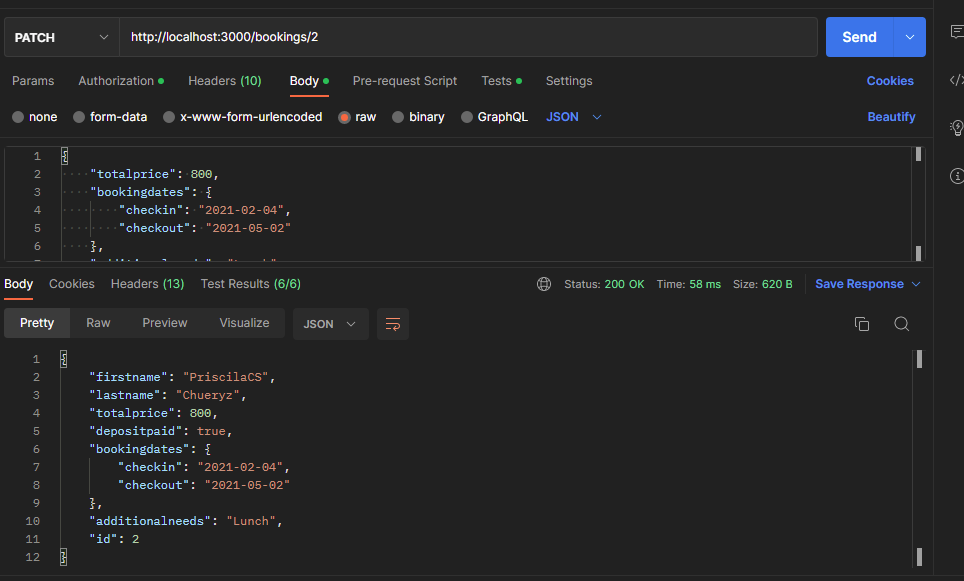 PATCH http://localhost:3000/bookings/2 Send
Params Authorization Headers (10) Body Pre-request Script Tests Settings Cookies
none form-data x-www-form-urlencoded raw binary GraphQL JSON Beautify
1 {
2 "totalprice": 800,
3 "bookingdates": {
4 "checkin": "2021-02-04",
5 "checkout": "2021-05-02"
6 },
Body Cookies Headers (13) Test Results (6/6) Status: 200 OK Time: 58 ms Size: 620 B Save Response
Pretty Raw Preview Visualize JSON
1 {
2 "firstname": "PriscilaCS",
3 "lastname": "Chueryz",
4 "totalprice": 800,
5 "depositpaid": true,
6 "bookingdates": {
7 "checkin": "2021-02-04",
8 "checkout": "2021-05-02"
9 },
10 "additionalneeds": "Lunch",
11 "id": 2
12 }